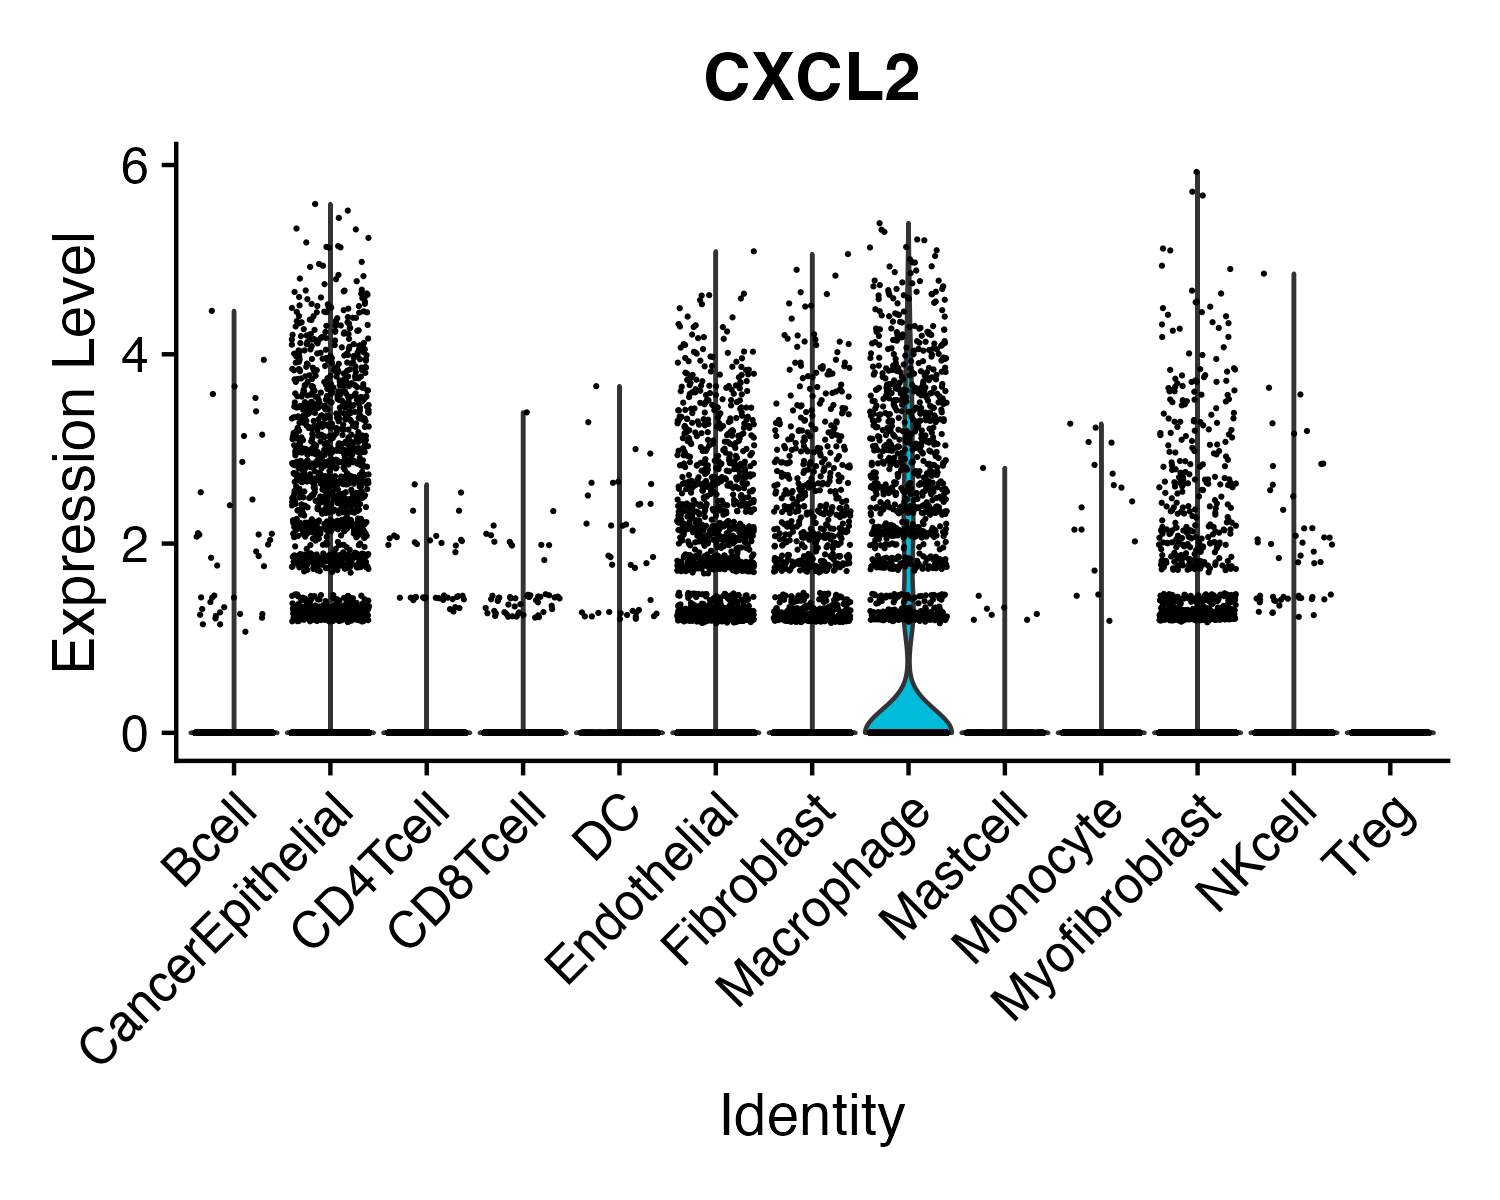 CXCL2
Expression Level
6
4
2
0
Bcell
CancerEpithelial
CD4Tcell
CD8Tcell
DC
Endothelial
Fibroblast
Macrophage
Mastcell
Monocyte
Myofibroblast
NKcell
Treg
Identity